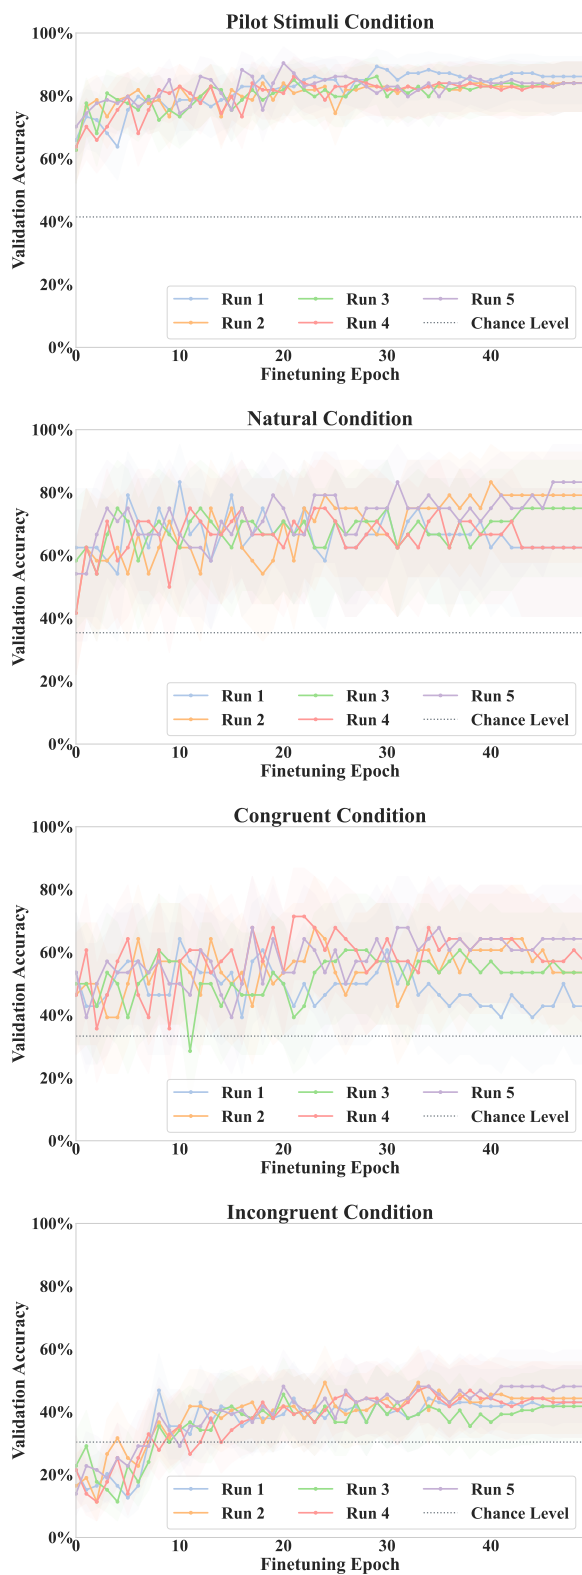 Pilot Stimuli Condition
100%
80%
60%
40%
20%
0%
Validation Accuracy
Run 1 Run 3 Run 5
Run 2 Run 4 Chance Level
0 10 20 30 40
Finetuning Epoch
Natural Condition
100%
80%
60%
40%
20%
0%
Validation Accuracy
Run 1 Run 3 Run 5
Run 2 Run 4 Chance Level
0 10 20 30 40
Finetuning Epoch
Congruent Condition
100%
80%
60%
40%
20%
0%
Validation Accuracy
Run 1 Run 3 Run 5
Run 2 Run 4 Chance Level
0 10 20 30 40
Finetuning Epoch
Incongruent Condition
100%
80%
60%
40%
20%
0%
Validation Accuracy
Run 1 Run 3 Run 5
Run 2 Run 4 Chance Level
0 10 20 30 40
Finetuning Epoch